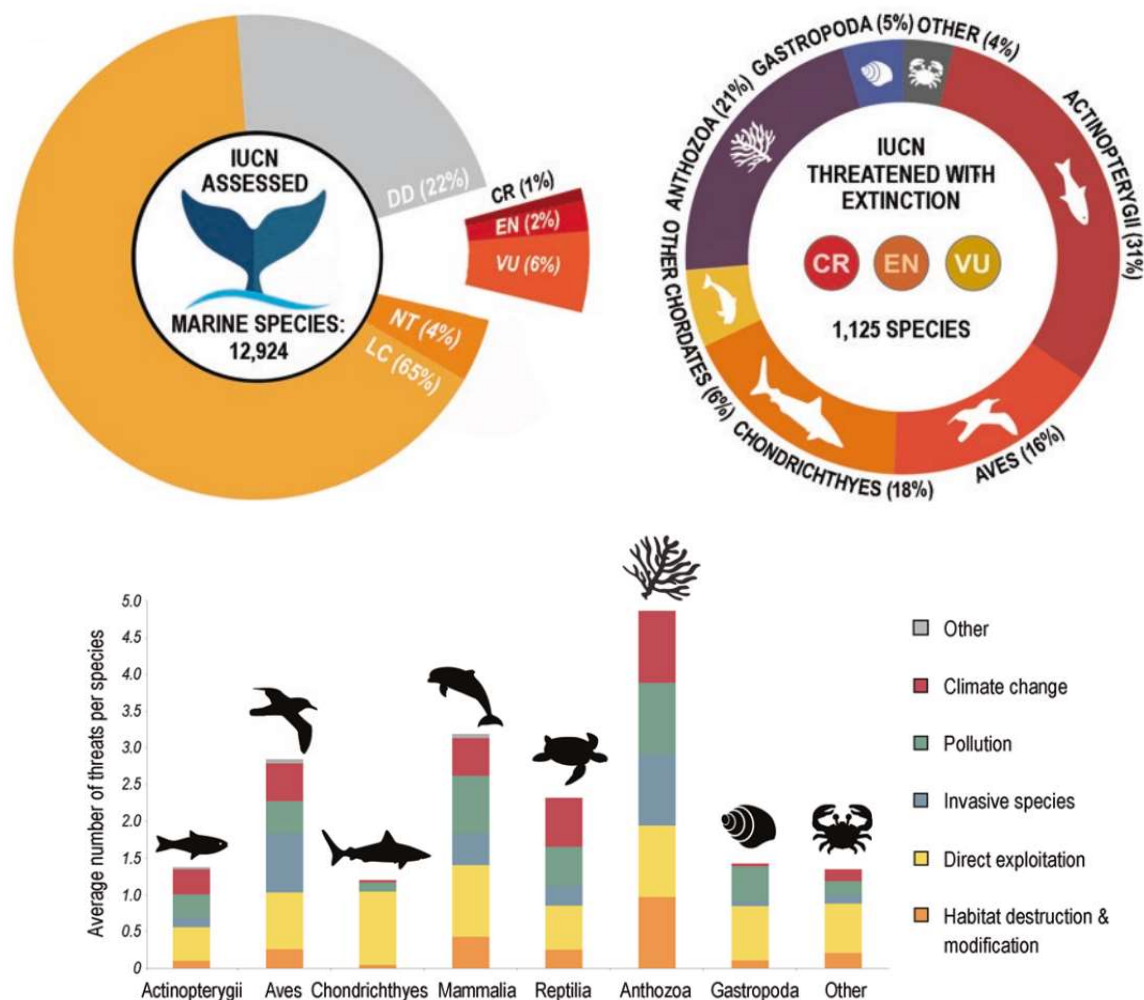 IUCN
ASSESSED
MARINE SPECIES:
12,924
DD (22%)
CR (1%)
EN (2%)
VU (6%)
NT (4%)
LC (65%)
GASTROPODA (5%)
OTHER (4%)
ACTINOPTERYGII (31%)
AVES (16%)
CHONDRICHTHYES (18%)
OTHER CHORDATES (6%)
ANTHOZOA (21%)
IUCN
THREATENED WITH
EXTINCTION
CR EN VU
1,125 SPECIES
Average number of threats per species
5.0
4.5
4.0
3.5
3.0
2.5
2.0
1.5
1.0
0.5
0
Actinopterygii Aves Chondrichthyes Mammalia Reptilia Anthozoa Gastropoda Other
Other
Climate change
Pollution
Invasive species
Direct exploitation
Habitat destruction &
modification